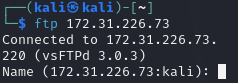 ┌──(kali㉿kali)-[~]
└─$ ftp 172.31.226.73
Connected to 172.31.226.73.
220 (vsFTPd 3.0.3)
Name (172.31.226.73:kali):